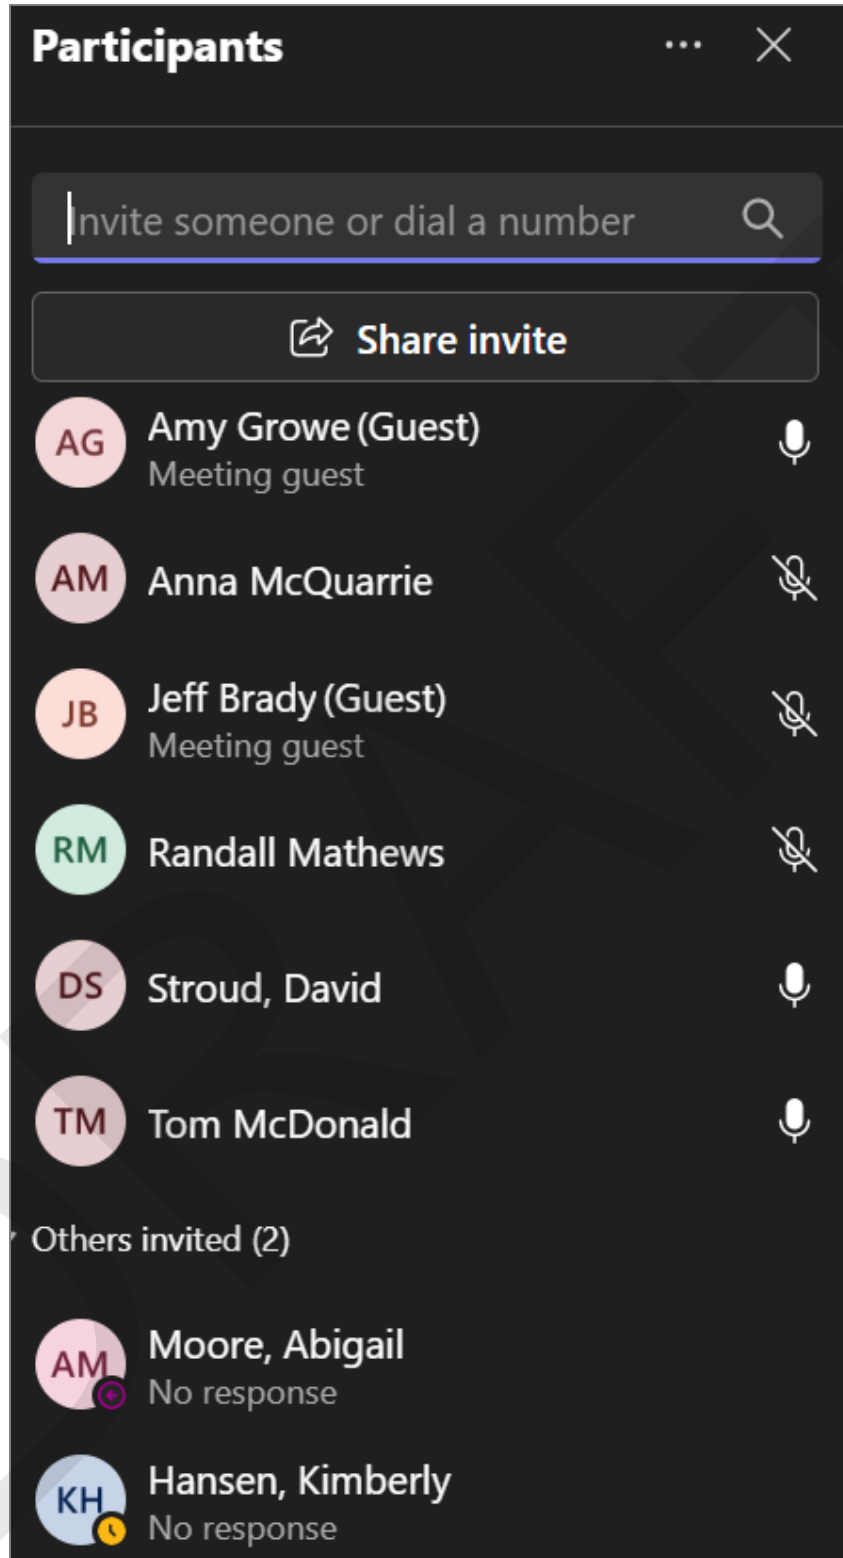 Participants
Invite someone or dial a number
Share invite
AG
Amy Growe (Guest)
Meeting guest
AM
Anna McQuarrie
JB
Jeff Brady (Guest)
Meeting guest
RM
Randall Mathews
DS
Stroud, David
TM
Tom McDonald
Others invited (2)
AM
Moore, Abigail
No response
KH
Hansen, Kimberly
No response
DRAFT